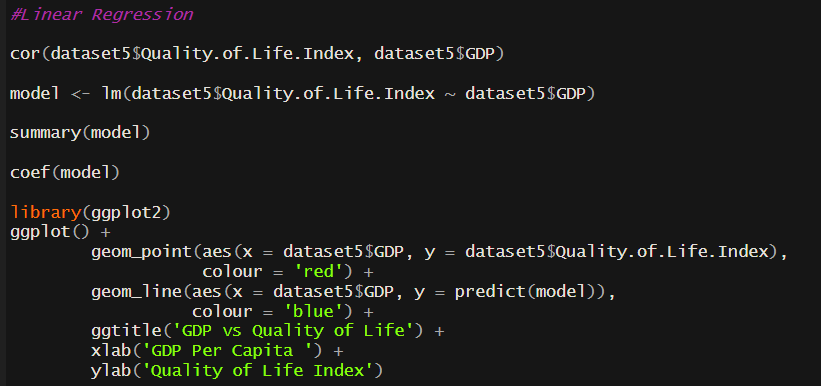 #Linear Regression
cor(dataset5$Quality.of.Life.Index, dataset5$GDP)
model <- lm(dataset5$Quality.of.Life.Index ~ dataset5$GDP)
summary(model)
coef(model)
library(ggplot2)
ggplot() +
geom_point(aes(x = dataset5$GDP, y = dataset5$Quality.of.Life.Index),
colour = 'red') +
geom_line(aes(x = dataset5$GDP, y = predict(model)),
colour = 'blue') +
ggtitle('GDP vs Quality of Life') +
xlab('GDP Per Capita ') +
ylab('Quality of Life Index')